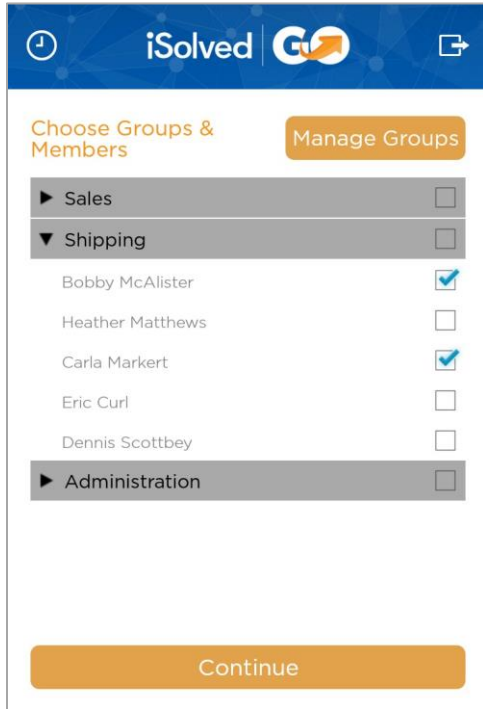 iSolved GO
Choose Groups &
Members
Manage Groups
Sales
Shipping
Bobby McAlister
Heather Matthews
Carla Markert
Eric Curl
Dennis Scottbey
Administration
Continue